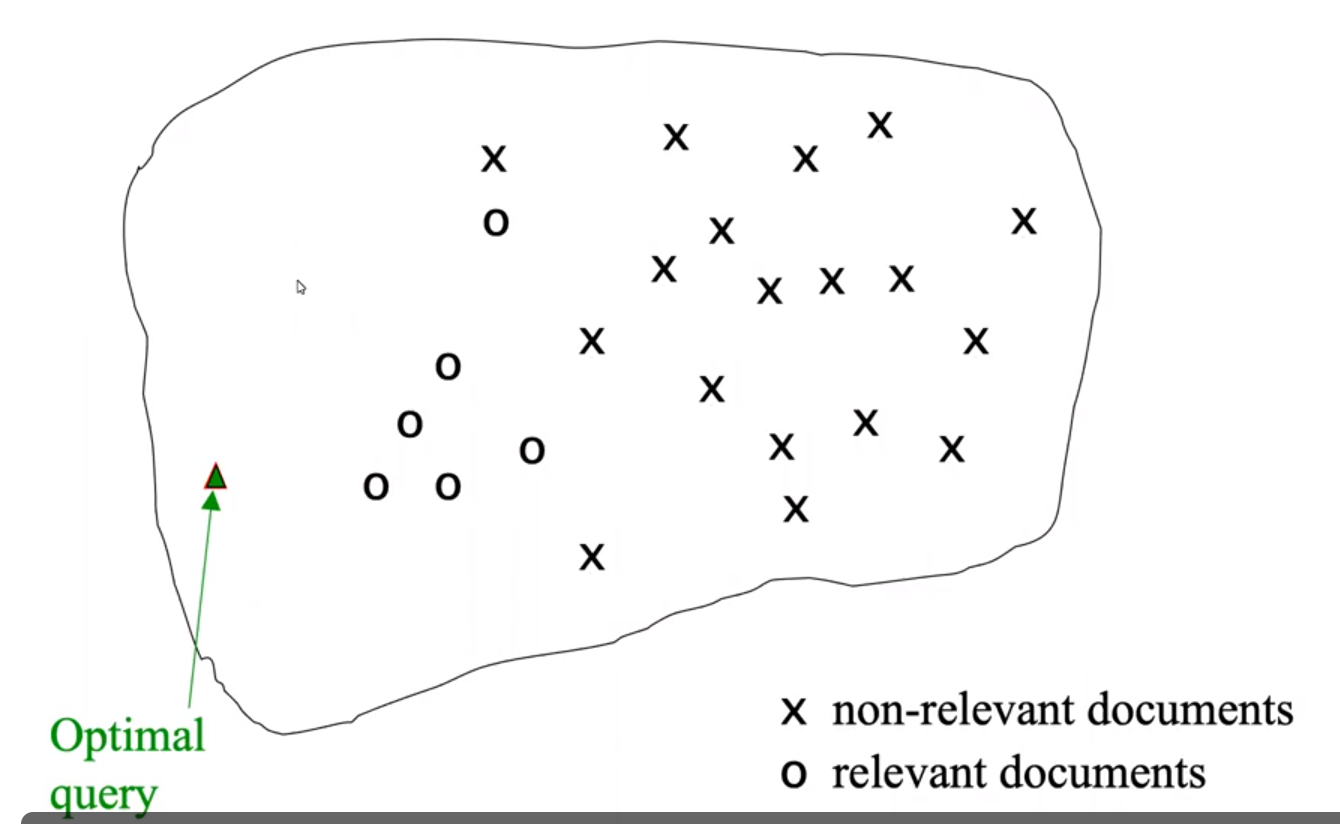 x x x x
o x x
x x x x
x x
o x
o x x x
o o o x
x
Optimal
query
x non-relevant documents
o relevant documents